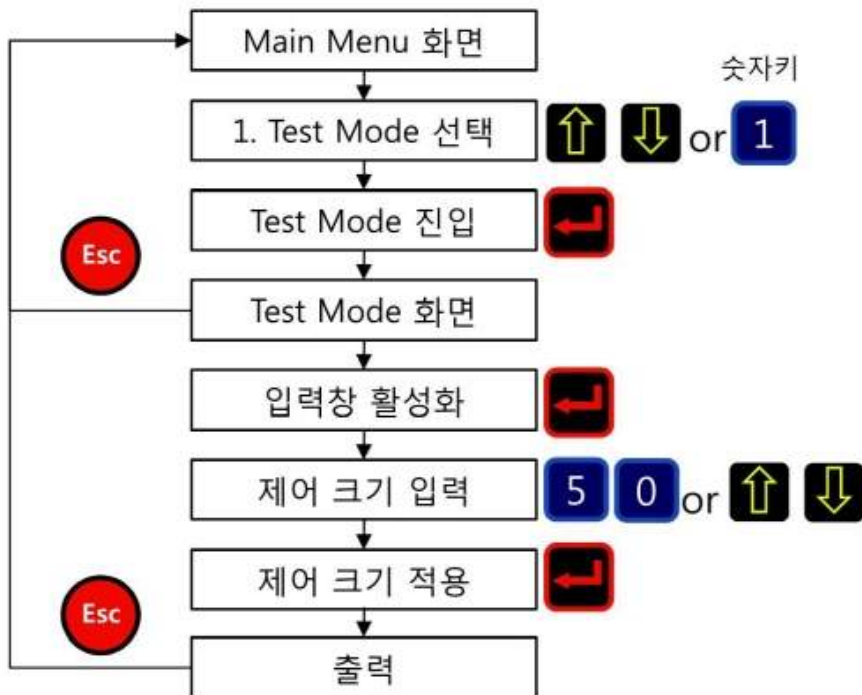 Main Menu 화면
숫자키
1. Test Mode 선택
or 1
Test Mode 진입
Esc
Test Mode 화면
입력창 활성화
제어 크기 입력
5 0 or
제어 크기 적용
Esc
출력